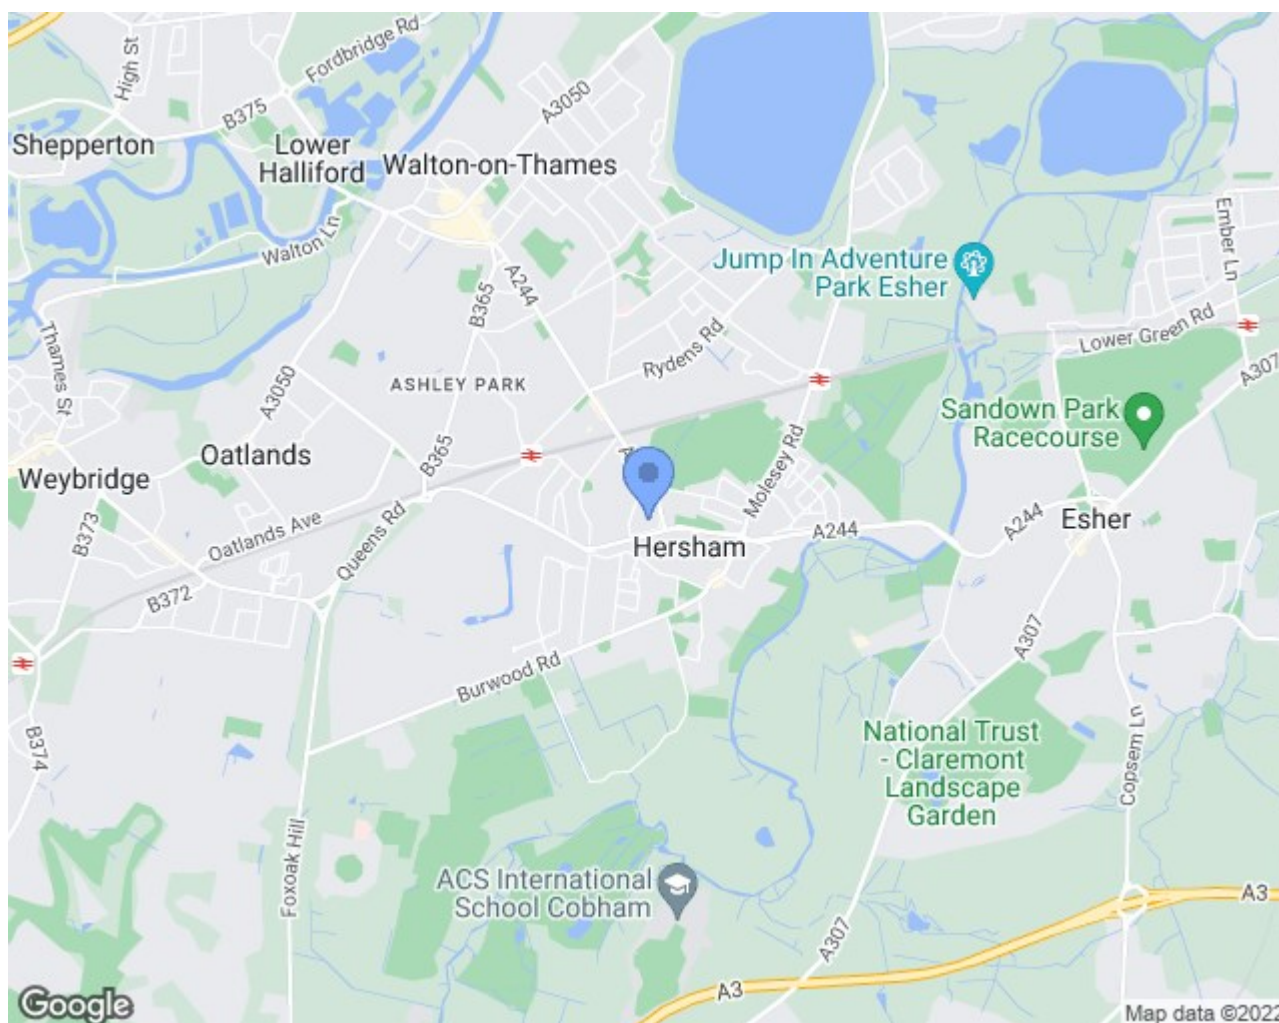 High St
Fordbridge Rd
B375
A3050
Shepperton
Lower
Halliford
Walton-on-Thames
Walton Ln
Ember Ln
Jump In Adventure
Park Esher
A244
B365
Thames St
Rydens Rd
Lower Green Rd
A307
A3050
ASHLEY PARK
Sandown Park
Racecourse
Oatlands
B365
Molesey Rd
Weybridge
B373
Oatlands Ave
Queens Rd
Hersham
A244
A244
Esher
B372
A307
Burwood Rd
B374
National Trust
- Claremont
Landscape
Garden
Copsem Ln
Foxoak Hill
ACS International
School Cobham
A307
A3
A3
Google
Map data ©2022